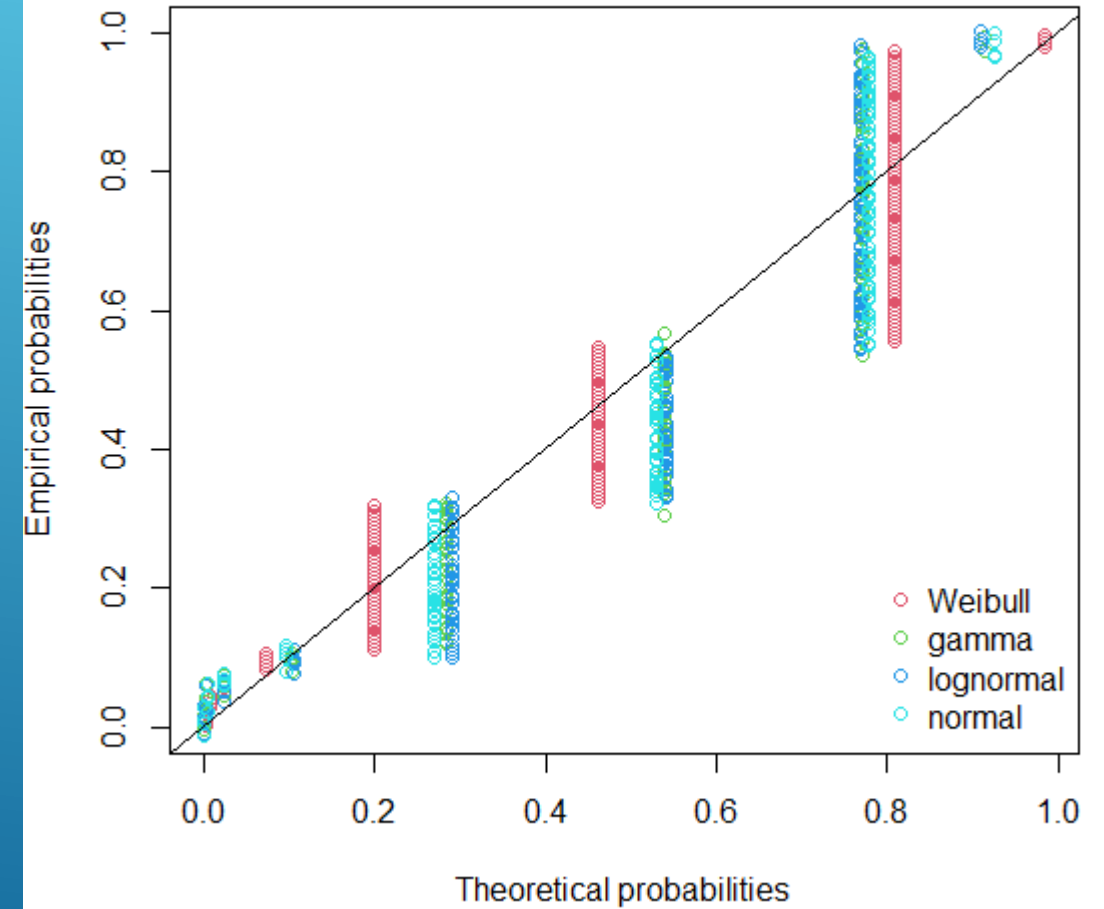 Empirical probabilities
1.0
0.8
0.6
0.4
0.2
0.0
Weibull
gamma
lognormal
normal
0.0 0.2 0.4 0.6 0.8 1.0
Theoretical probabilities